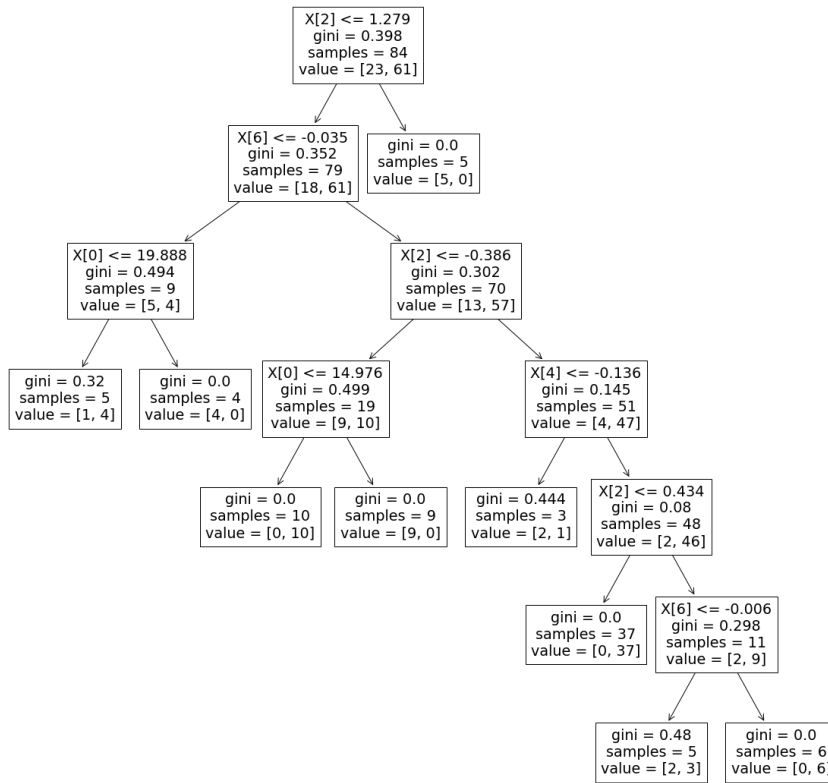 X[2] <= 1.279
gini = 0.398
samples = 84
value = [23, 61]
X[6] <= -0.035
gini = 0.352
samples = 79
value = [18, 61]
gini = 0.0
samples = 5
value = [5, 0]
X[0] <= 19.888
gini = 0.494
samples = 9
value = [5, 4]
X[2] <= -0.386
gini = 0.302
samples = 70
value = [13, 57]
gini = 0.32
samples = 5
value = [1, 4]
gini = 0.0
samples = 4
value = [4, 0]
X[0] <= 14.976
gini = 0.499
samples = 19
value = [9, 10]
X[4] <= -0.136
gini = 0.145
samples = 51
value = [4, 47]
gini = 0.0
samples = 10
value = [0, 10]
gini = 0.0
samples = 9
value = [9, 0]
gini = 0.444
samples = 3
value = [2, 1]
X[2] <= 0.434
gini = 0.08
samples = 48
value = [2, 46]
gini = 0.0
samples = 37
value = [0, 37]
X[6] <= -0.006
gini = 0.298
samples = 11
value = [2, 9]
gini = 0.48
samples = 5
value = [2, 3]
gini = 0.0
samples = 6
value = [0, 6]